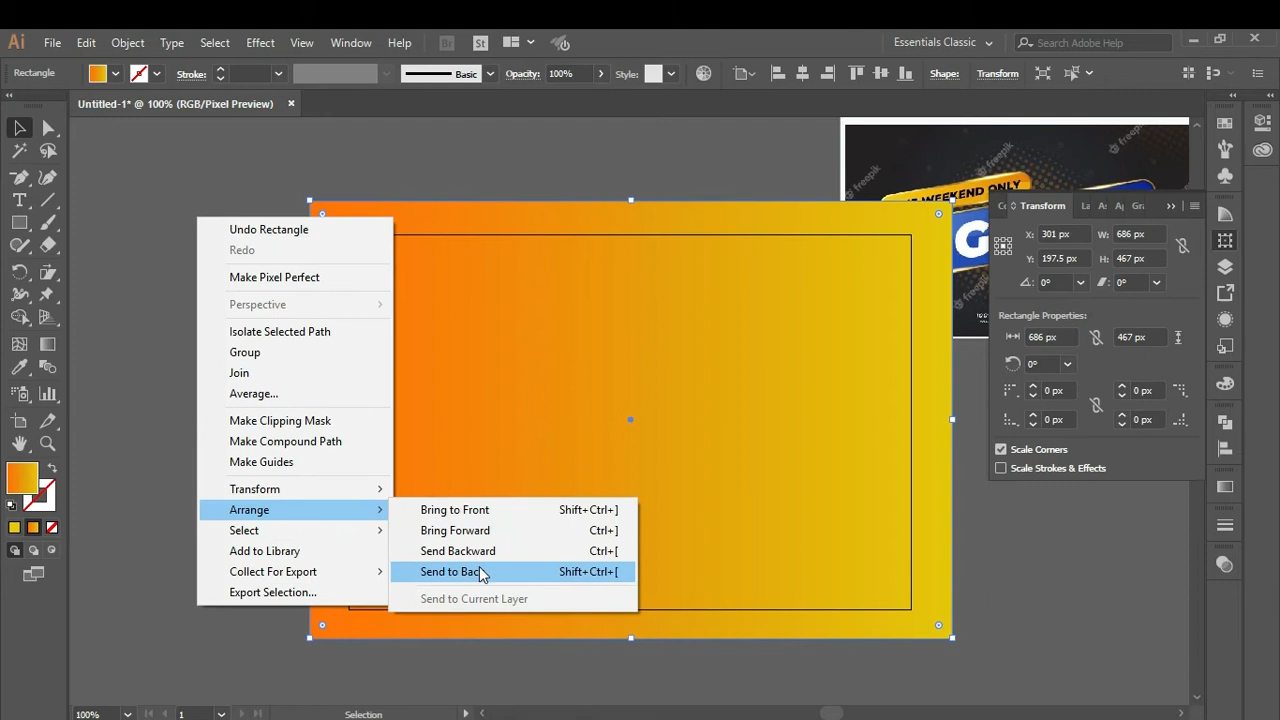 Ai File Edit Object Type Select Effect View Window Help Br St Essentials Classic Search Adobe Help
Rectangle Stroke: Basic Opacity: 100% Style: Shape: Transform
Untitled-1* @ 100% (RGB/Pixel Preview)
freepik
freepik
WEEKEND ONLY
G
freepik
Transform
X: 301 px W: 686 px
Y: 197.5 px H: 467 px
0° 0°
Rectangle Properties:
686 px 467 px
0°
0 px 0 px
0 px 0 px
Scale Corners
Scale Strokes & Effects
Undo Rectangle
Redo
Make Pixel Perfect
Perspective
Isolate Selected Path
Group
Join
Average...
Make Clipping Mask
Make Compound Path
Make Guides
Transform
Arrange
Select
Add to Library
Collect For Export
Export Selection...
Bring to Front Shift+Ctrl+]
Bring Forward Ctrl+]
Send Backward Ctrl+[
Send to Back Shift+Ctrl+[
Send to Current Layer
100% 1 Selection